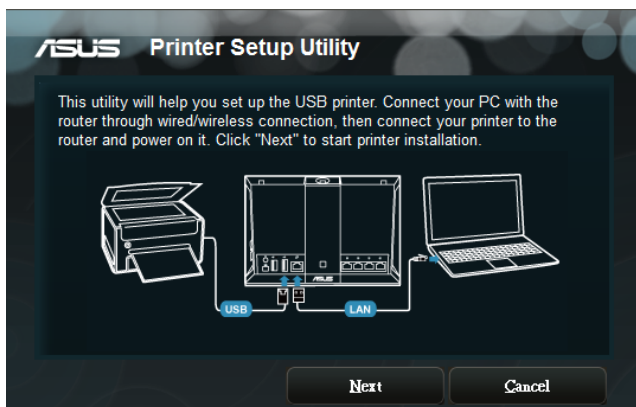 ASUS Printer Setup Utility
This utility will help you set up the USB printer. Connect your PC with the
router through wired/wireless connection, then connect your printer to the
router and power on it. Click "Next" to start printer installation.
ASUS
USB
LAN
Next
Cancel